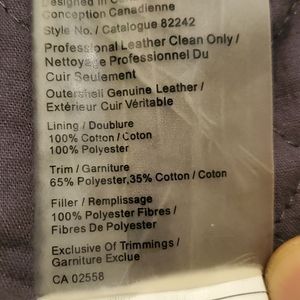 Designed in
Conception Canadienne
Style No. / Catalogue 82242
Professional Leather Clean Only /
Nettoyage Professionnel Du
Cuir Seulement
Outershell Genuine Leather /
Extérieur Cuir Véritable
Lining / Doublure
100% Cotton / Coton
100% Polyester
Trim / Garniture
65% Polyester,35% Cotton / Coton
Filler / Remplissage
100% Polyester Fibres /
Fibres De Polyester
Exclusive Of Trimmings /
Garniture Exclue
CA 02558